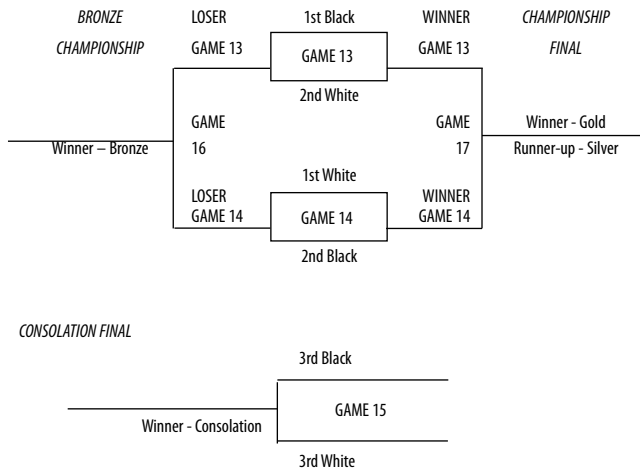 BRONZE LOSER 1st Black WINNER CHAMPIONSHIP
CHAMPIONSHIP GAME 13 GAME 13 GAME 13 FINAL
2nd White
GAME GAME Winner - Gold
Winner – Bronze 16 17 Runner-up - Silver
1st White
LOSER WINNER
GAME 14 GAME 14 GAME 14
2nd Black
CONSOLATION FINAL
3rd Black
GAME 15
Winner - Consolation
3rd White